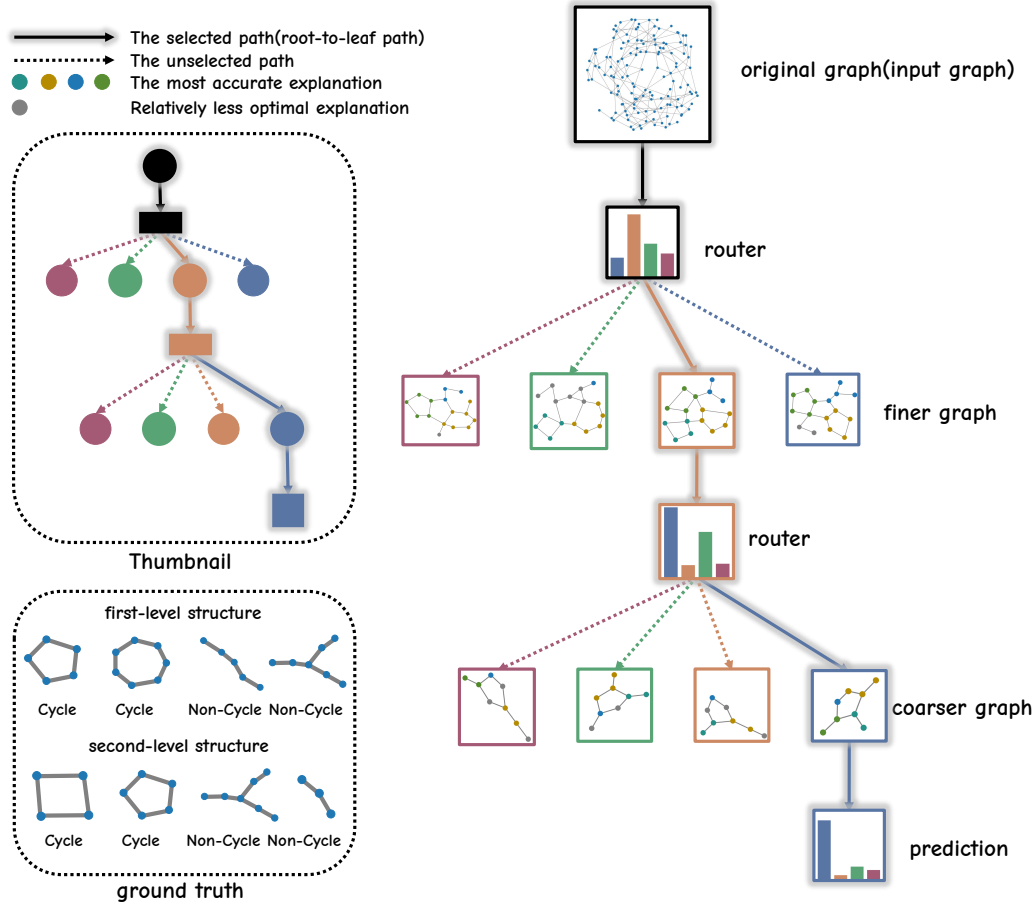 The selected path(root-to-leaf path)
The unselected path
The most accurate explanation
Relatively less optimal explanation
original graph(input graph)
router
finer graph
router
coarser graph
prediction
Thumbnail
first-level structure
Cycle Cycle Non-Cycle Non-Cycle
second-level structure
Cycle Cycle Non-Cycle Non-Cycle
ground truth